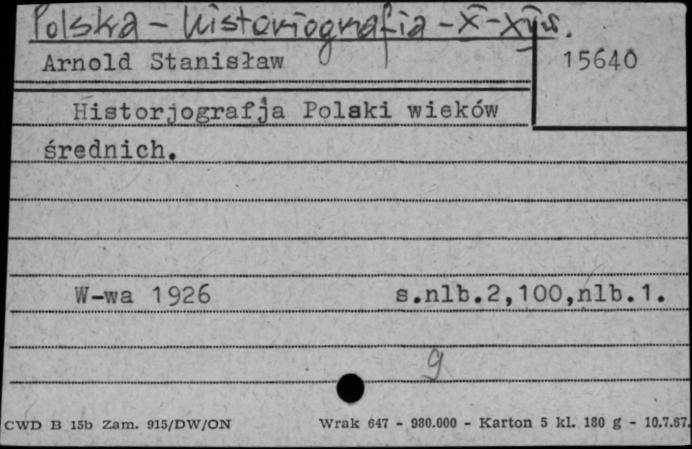 Polska - historiografia - X - XV w.
Arnold Stanisław 15640
Historjografja Polski wieków
średnich.
W-wa 1926 s.nlb.2,100,nlb.1.
9
CWD B 15b Zam. 915/DW/ON Wrak 647 - 980.000 - Karton 5 kl. 180 g - 10.7.67.